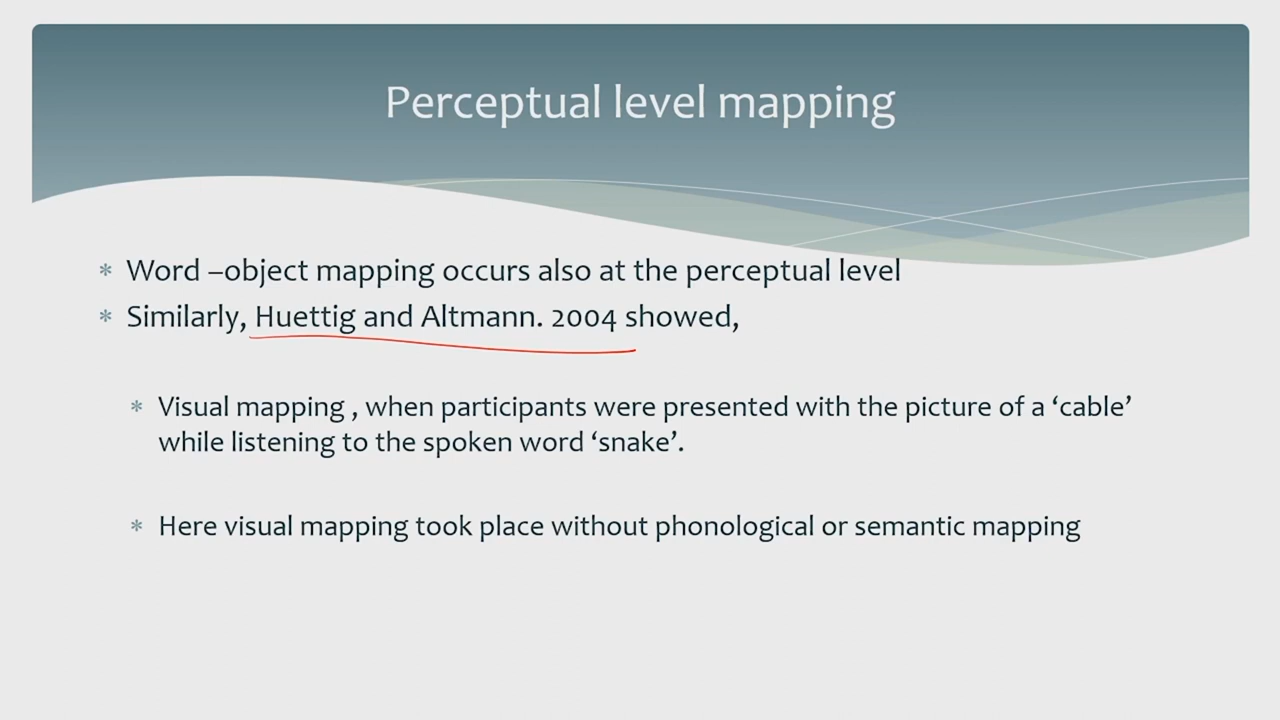 Perceptual level mapping
* Word –object mapping occurs also at the perceptual level
* Similarly, Huettig and Altmann. 2004 showed,
* Visual mapping , when participants were presented with the picture of a ‘cable’
while listening to the spoken word ‘snake’.
* Here visual mapping took place without phonological or semantic mapping